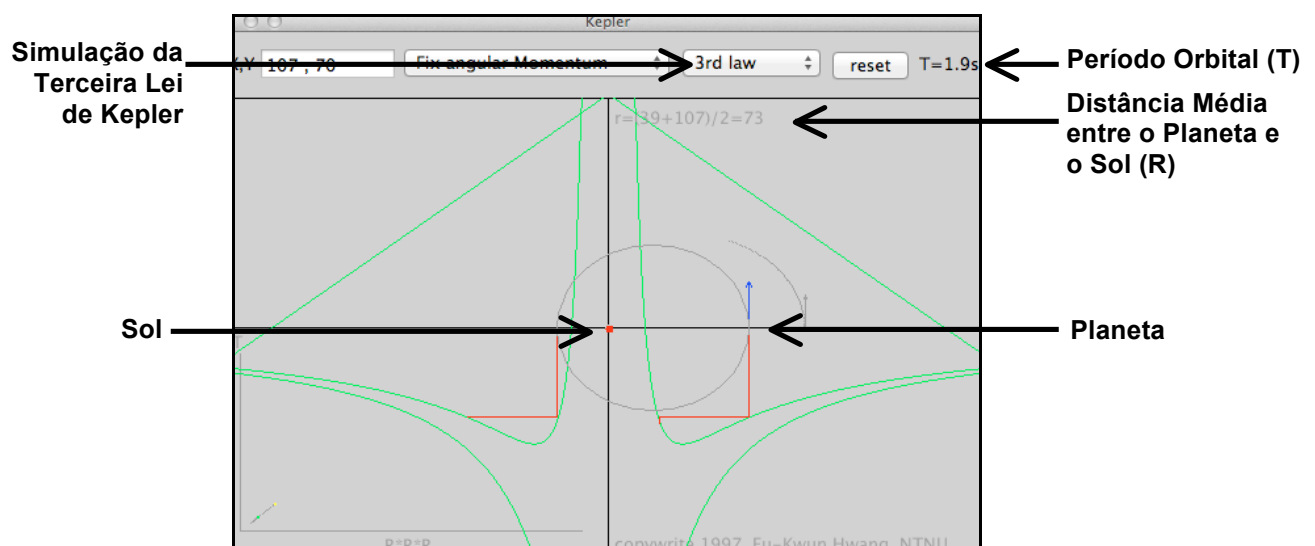 Kepler
Simulação da
Terceira Lei
de Kepler
X,Y 107 , 70
Fix angular Momentum
3rd law
reset
T=1.9s
Período Orbital (T)
r=(39+107)/2=73
Distância Média
entre o Planeta e
o Sol (R)
Sol
Planeta
R*R*R
copywrite 1997, Fu-Kwun Hwang, NTNU